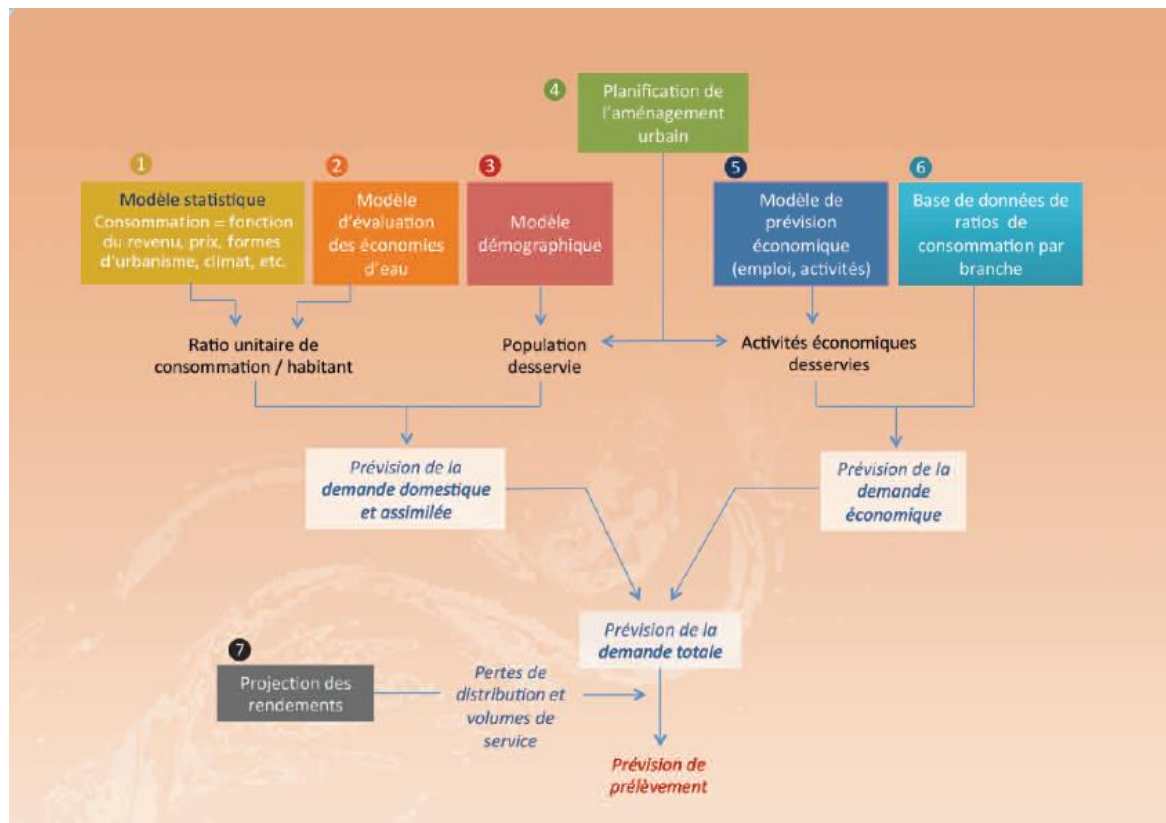 4
Planification de
l'aménagement
urbain
1
Modèle statistique
Consommation = fonction
du revenu, prix, formes
d'urbanisme, climat, etc.
2
Modèle
d'évaluation
des économies
d'eau
3
Modèle
démographique
5
Modèle de
prévision
économique
(emploi, activités)
6
Base de données de
ratios de
consommation par
branche
Ratio unitaire de
consommation / habitant
Population
desservie
Activités économiques
desservies
Prévision de la
demande domestique
et assimilée
Prévision de la
demande
économique
Prévision de la
demande totale
7
Projection des
rendements
Pertes de
distribution et
volumes de
service
Prévision de
prélèvement